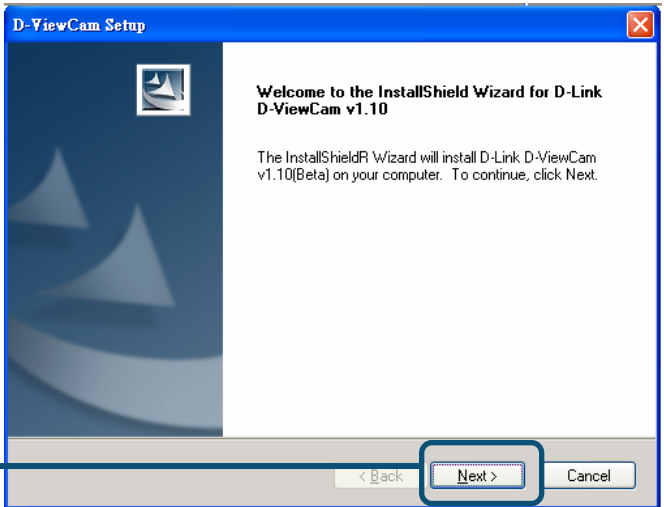 D-ViewCam Setup
Welcome to the InstallShield Wizard for D-Link
D-ViewCam v1.10
The InstallShieldR Wizard will install D-Link D-ViewCam
v1.10(Beta) on your computer. To continue, click Next.
< Back Next > Cancel